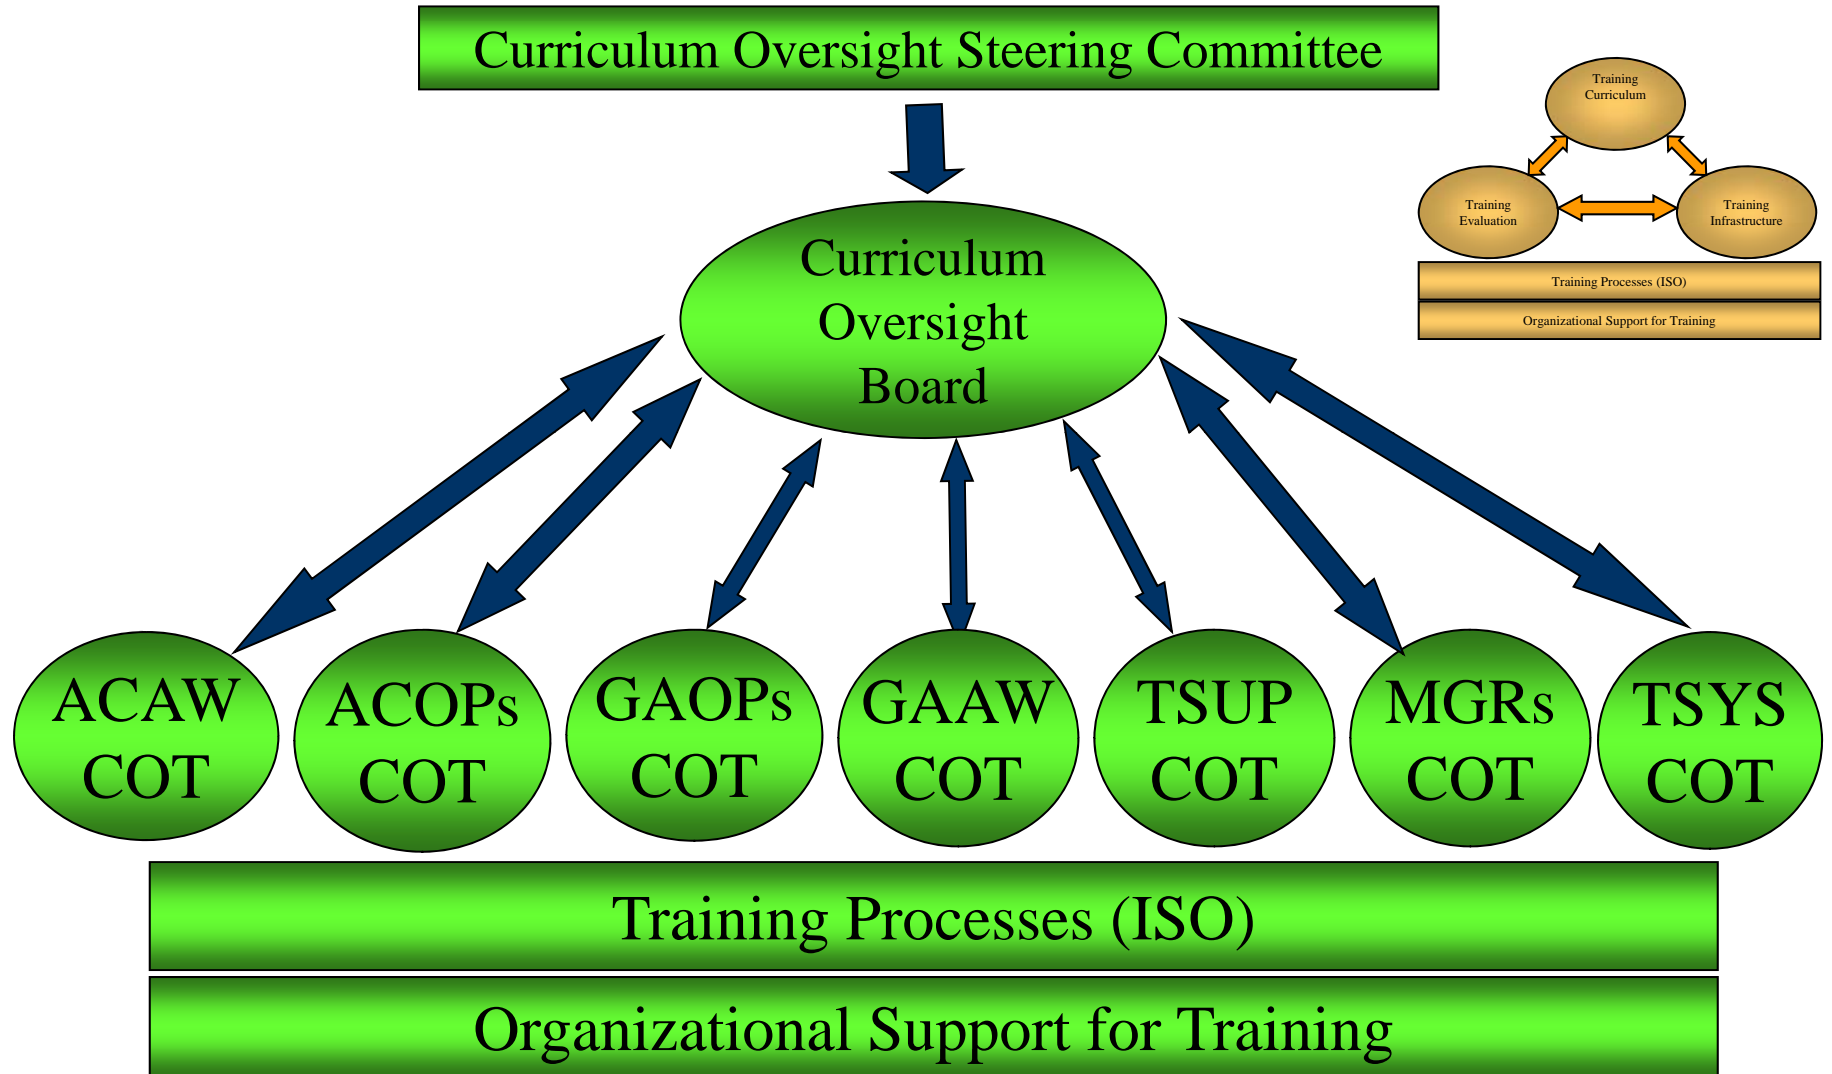 Curriculum Oversight Steering Committee
Training
Curriculum
Training
Evaluation
Training
Infrastructure
Training Processes (ISO)
Organizational Support for Training
Curriculum
Oversight
Board
ACAW
COT
ACOPs
COT
GAOPs
COT
GAAW
COT
TSUP
COT
MGRs
COT
TSYS
COT
Training Processes (ISO)
Organizational Support for Training